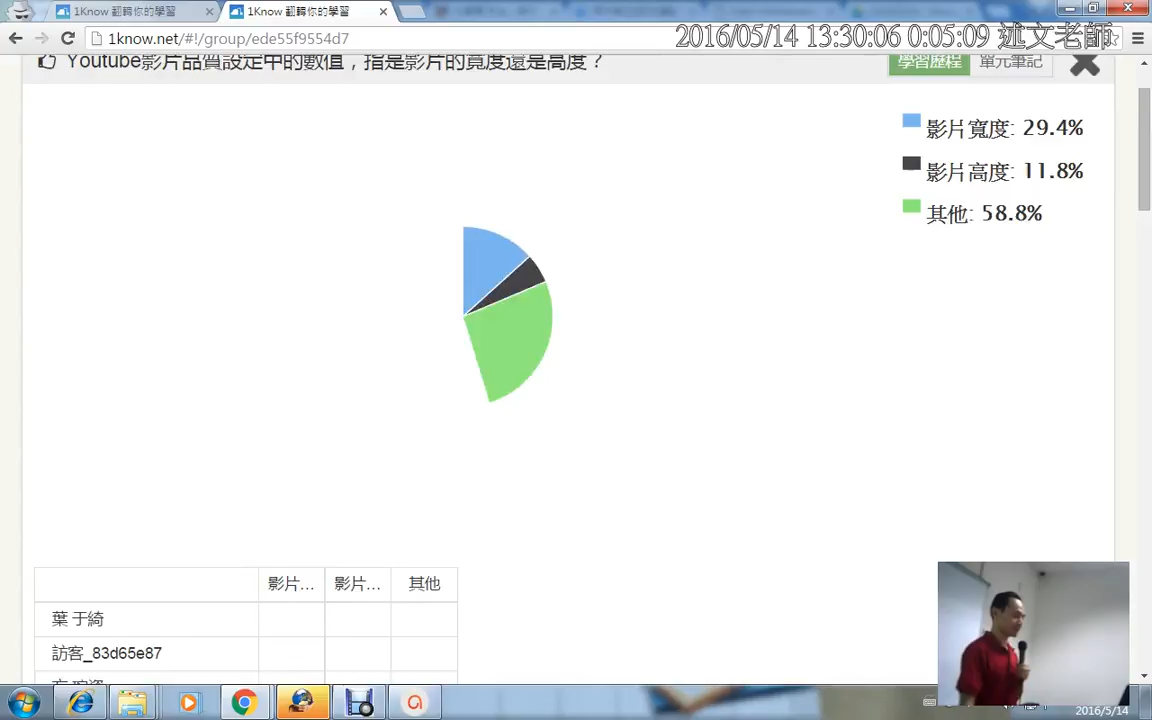 1Know 翻轉你的學習
1Know 翻轉你的學習
1know.net/#!/group/ede55f9554d7
2016/05/14 13:30:06 0:05:09 述文老師
Youtube影片品質設定中的數值，指是影片的寬度還是高度？
學習歷程
單元筆記
影片寬度: 29.4%
影片高度: 11.8%
其他: 58.8%
影片... 影片... 其他
葉 于綺
訪客_83d65e87
2016/5/14